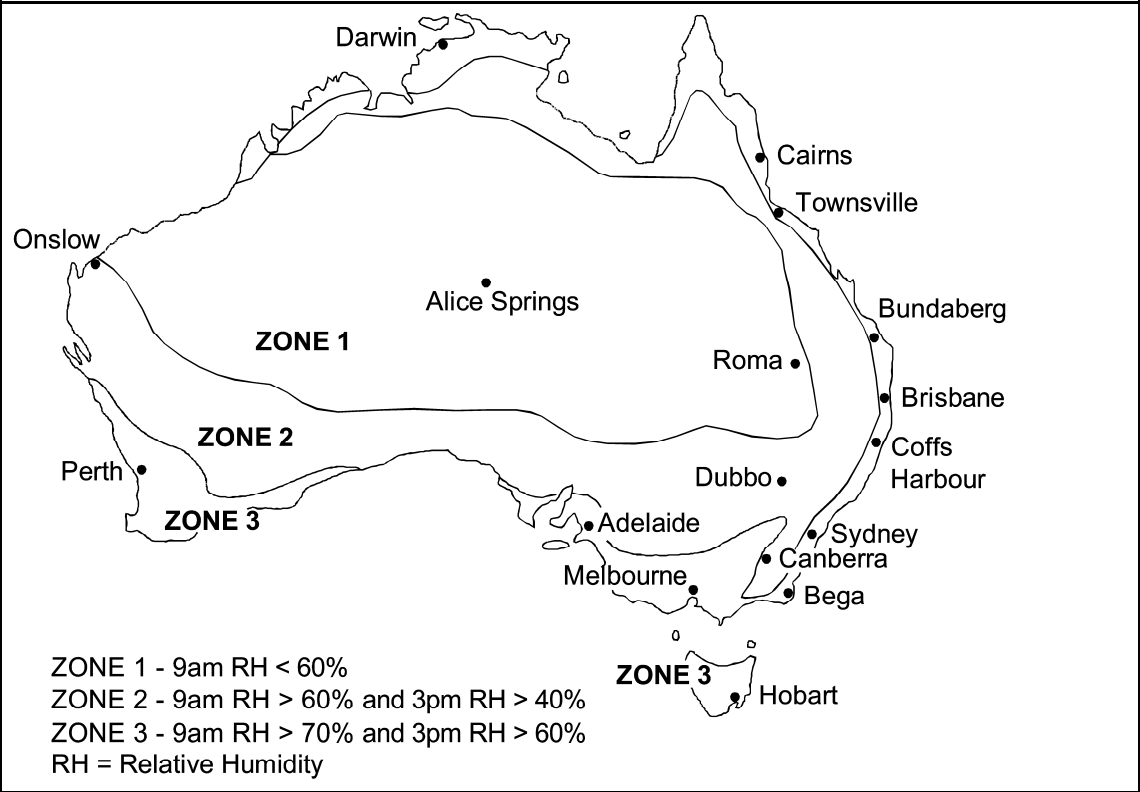 Darwin
Cairns
Townsville
Onslow
Alice Springs
Bundaberg
ZONE 1
Roma
Brisbane
ZONE 2
Coffs
Harbour
Perth
Dubbo
ZONE 3
Adelaide
Sydney
Canberra
Melbourne
Bega
ZONE 1 - 9am RH < 60%
ZONE 2 - 9am RH > 60% and 3pm RH > 40%
ZONE 3 - 9am RH > 70% and 3pm RH > 60%
RH = Relative Humidity
ZONE 3
Hobart